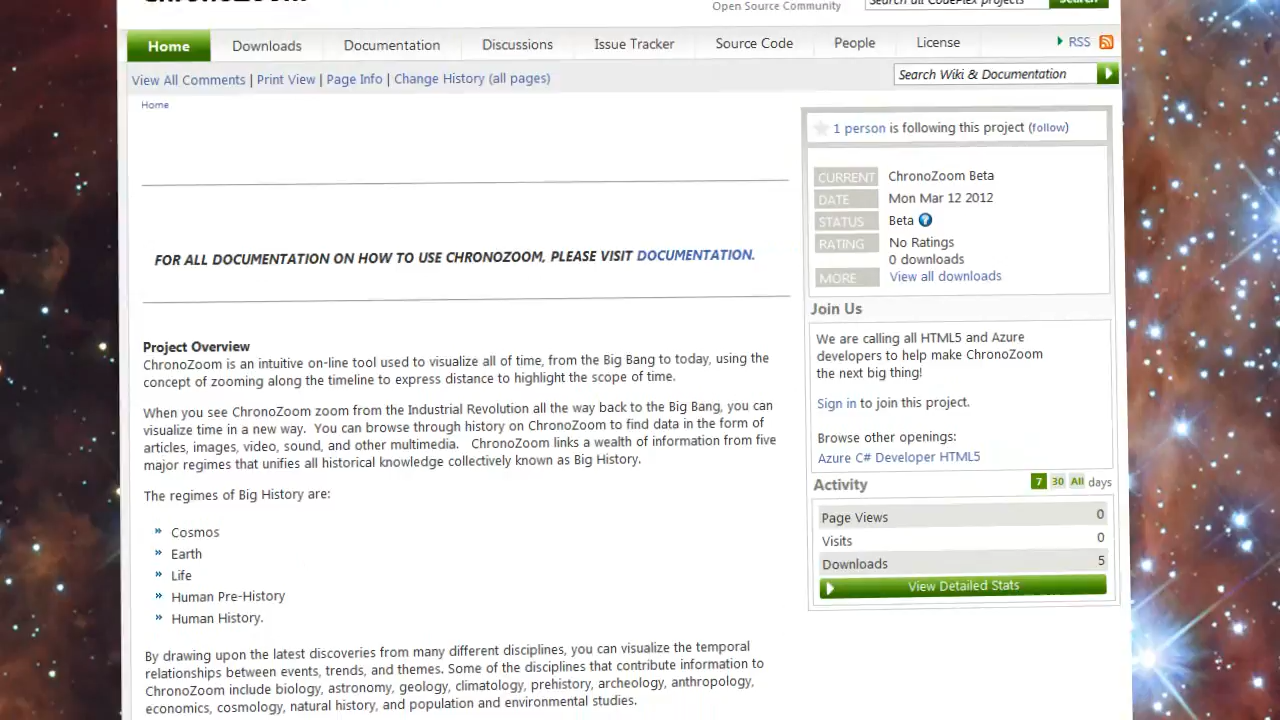 ChronoZoom
Open Source Community
Search all CodePlex projects
Search
Home Downloads Documentation Discussions Issue Tracker Source Code People License RSS
View All Comments | Print View | Page Info | Change History (all pages)
Search Wiki & Documentation
Home
FOR ALL DOCUMENTATION ON HOW TO USE CHRONOZOOM, PLEASE VISIT DOCUMENTATION.
Project Overview
ChronoZoom is an intuitive on-line tool used to visualize all of time, from the Big Bang to today, using the
concept of zooming along the timeline to express distance to highlight the scope of time.
When you see ChronoZoom zoom from the Industrial Revolution all the way back to the Big Bang, you can
visualize time in a new way. You can browse through history on ChronoZoom to find data in the form of
articles, images, video, sound, and other multimedia. ChronoZoom links a wealth of information from five
major regimes that unifies all historical knowledge collectively known as Big History.
The regimes of Big History are:
» Cosmos
» Earth
» Life
» Human Pre-History
» Human History.
By drawing upon the latest discoveries from many different disciplines, you can visualize the temporal
relationships between events, trends, and themes. Some of the disciplines that contribute information to
ChronoZoom include biology, astronomy, geology, climatology, prehistory, archeology, anthropology,
economics, cosmology, natural history, and population and environmental studies.
1 person is following this project (follow)
CURRENT ChronoZoom Beta
DATE Mon Mar 12 2012
STATUS Beta ?
RATING No Ratings
0 downloads
MORE View all downloads
Join Us
We are calling all HTML5 and Azure
developers to help make ChronoZoom
the next big thing!
Sign in to join this project.
Browse other openings:
Azure C# Developer HTML5
Activity 7 30 All days
Page Views 0
Visits 0
Downloads 5
View Detailed Stats